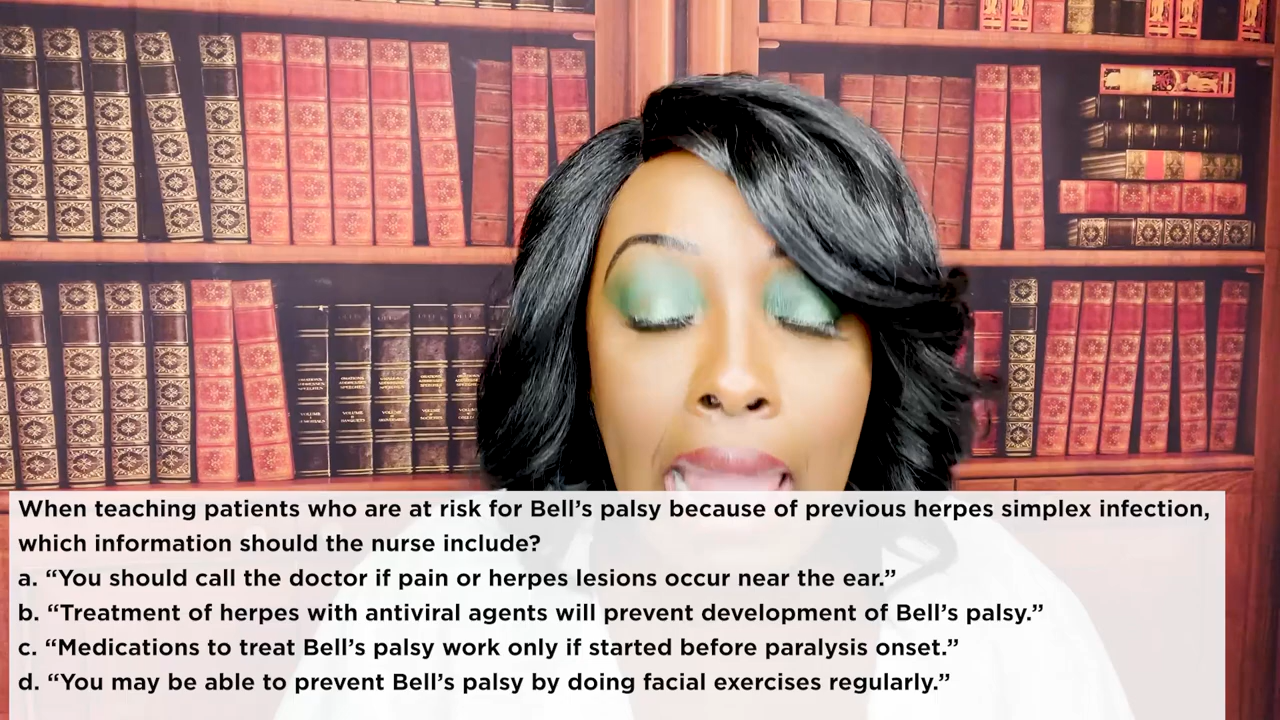 When teaching patients who are at risk for Bell’s palsy because of previous herpes simplex infection,
which information should the nurse include?
a. “You should call the doctor if pain or herpes lesions occur near the ear.”
b. “Treatment of herpes with antiviral agents will prevent development of Bell’s palsy.”
c. “Medications to treat Bell’s palsy work only if started before paralysis onset.”
d. “You may be able to prevent Bell’s palsy by doing facial exercises regularly.”